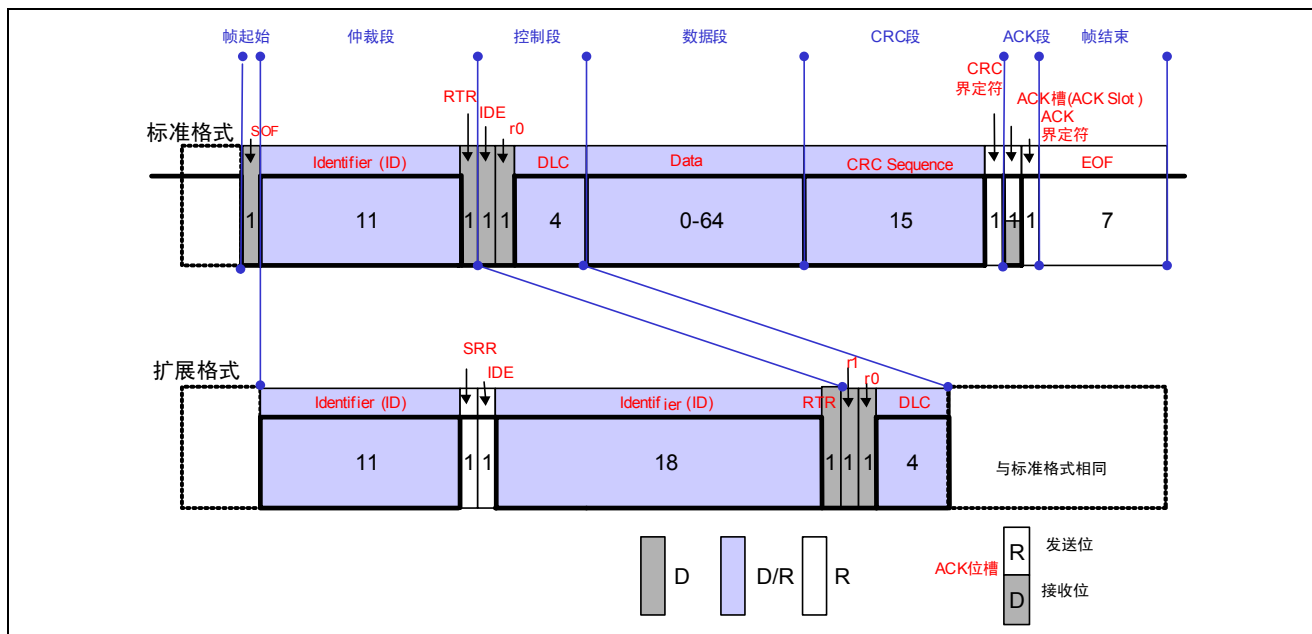 帧起始 仲裁段 控制段 数据段 CRC段 ACK段 帧结束
CRC
界定符
RTR
IDE
r0
ACK槽(ACK Slot)
ACK
界定符
标准格式
SOF
Identifier (ID) DLC Data CRC Sequence EOF
1 11 1 1 1 4 0-64 15 1 1 1 7
扩展格式
SRR
IDE
r1
r0
Identifier (ID) Identifier (ID) RTR DLC
11 1 1 18 1 1 1 4 与标准格式相同
D D/R R
ACK位槽
R 发送位
D 接收位